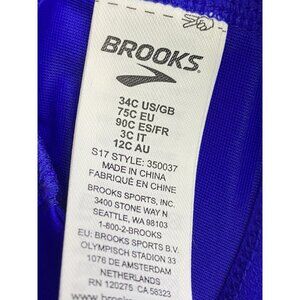 BROOKS
34C US/GB
75C EU
90C ES/FR
3C IT
12C AU
S17 STYLE: 350037
MADE IN CHINA
FABRIQUÉ EN CHINE
BROOKS SPORTS, INC.
3400 STONE WAY N
SEATTLE, WA 98103
1-800-2-BROOKS
EU: BROOKS SPORTS B.V.
OLYMPISCH STADION 33
1076 DE AMSTERDAM
NETHERLANDS
RN 120275 CA 58323